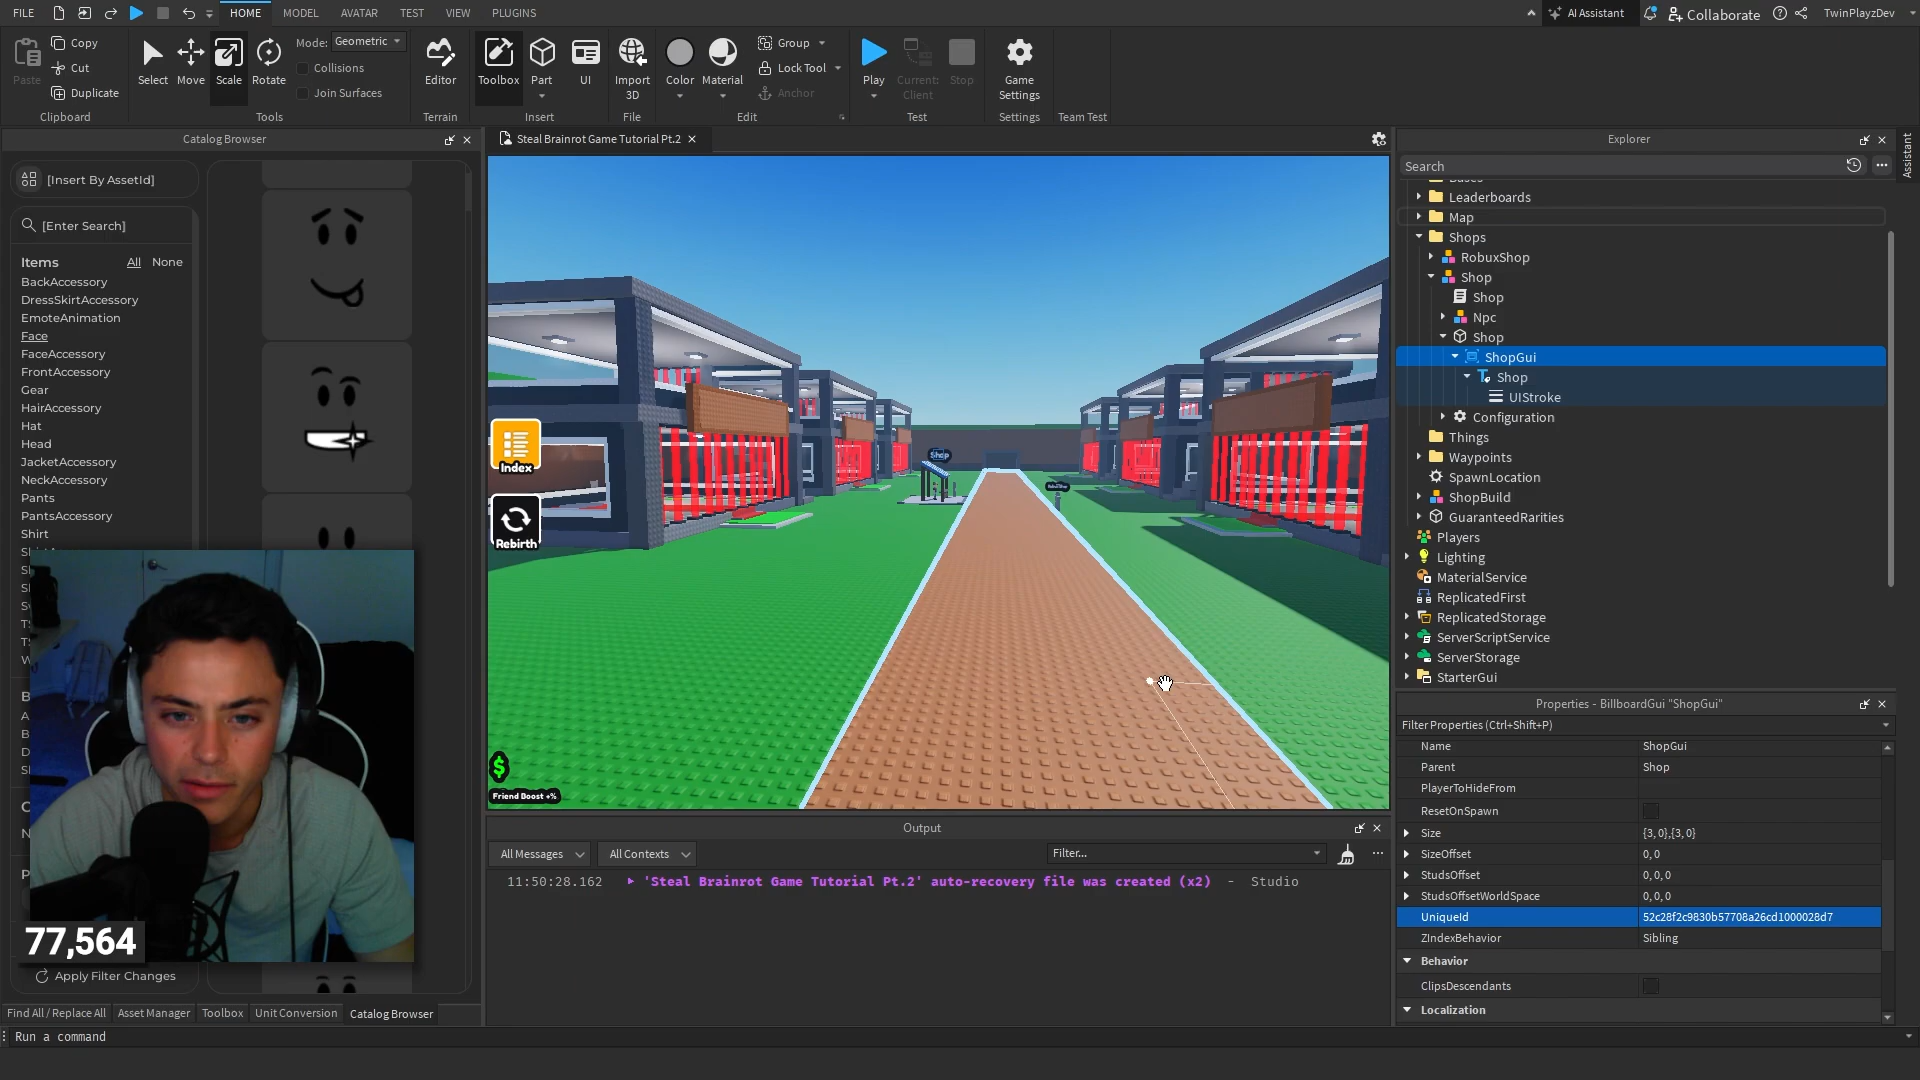 FILE
HOME
MODEL
AVATAR
TEST
VIEW
PLUGINS
AI Assistant
Collaborate
TwinPlayzDev
Paste
Copy
Cut
Duplicate
Clipboard
Select
Move
Scale
Rotate
Mode: Geometric
Collisions
Join Surfaces
Tools
Editor
Terrain
Toolbox
Part
UI
Insert
Import
3D
File
Color
Material
Group
Lock Tool
Anchor
Edit
Play
Current:
Client
Stop
Test
Game
Settings
Settings
Team Test
Catalog Browser
[Insert By AssetId]
[Enter Search]
Items
All
None
BackAccessory
DressSkirtAccessory
EmoteAnimation
Face
FaceAccessory
FrontAccessory
Gear
HairAccessory
Hat
Head
JacketAccessory
NeckAccessory
Pants
PantsAccessory
Shirt
77,564
Apply Filter Changes
Find All / Replace All
Asset Manager
Toolbox
Unit Conversion
Catalog Browser
Run a command
Steal Brainrot Game Tutorial Pt.2
Shop
Index
Rebirth
$
Friend Boost +%
Output
All Messages
All Contexts
Filter...
11:50:28.162
'Steal Brainrot Game Tutorial Pt.2' auto-recovery file was created (x2) - Studio
Explorer
Assistant
Search
Leaderboards
Map
Shops
RobuxShop
Shop
Shop
Npc
Shop
ShopGui
Shop
UIStroke
Configuration
Things
Waypoints
SpawnLocation
ShopBuild
GuaranteedRarities
Players
Lighting
MaterialService
ReplicatedFirst
ReplicatedStorage
ServerScriptService
ServerStorage
StarterGui
Properties - BillboardGui "ShopGui"
Filter Properties (Ctrl+Shift+P)
Name ShopGui
Parent Shop
PlayerToHideFrom
ResetOnSpawn
Size {3, 0},{3, 0}
SizeOffset 0, 0
StudsOffset 0, 0, 0
StudsOffsetWorldSpace 0, 0, 0
UniqueId 52c28f2c9830b57708a26cd1000028d7
ZIndexBehavior Sibling
Behavior
ClipsDescendants
Localization